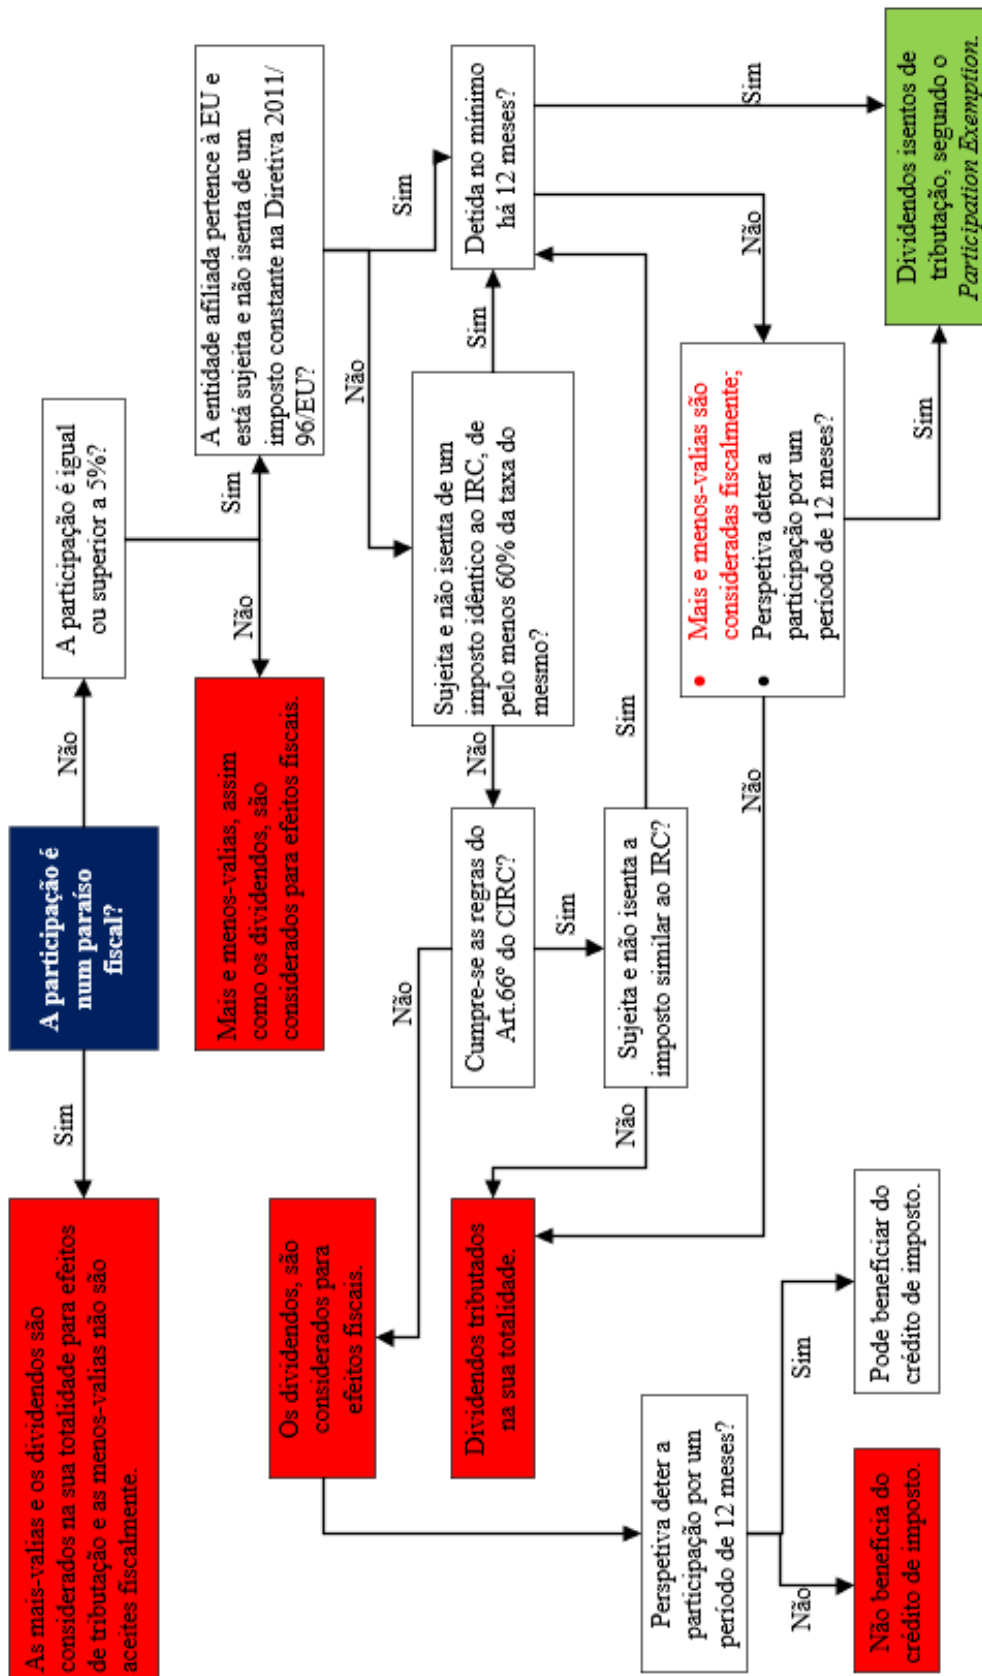 A participação é
num paraíso
fiscal?
Sim
Não
As mais-valias e os dividendos são
considerados na sua totalidade para efeitos
de tributação e as menos-valias não são
aceites fiscalmente.
A participação é igual
ou superior a 5%?
Não
Sim
Mais e menos-valias, assim
como os dividendos, são
considerados para efeitos fiscais.
A entidade afiliada pertence à EU e
está sujeita e não isenta de um
imposto constante na Diretiva 2011/
96/EU?
Não
Sim
Sujeita e não isenta de um
imposto idêntico ao IRC, de
pelo menos 60% da taxa do
mesmo?
Não
Sim
Detida no mínimo
há 12 meses?
Não
Sim
Cumpre-se as regras do
Art.66º do CIRC?
Não
Sim
Os dividendos, são
considerados para
efeitos fiscais.
Sujeita e não isenta a
imposto similar ao IRC?
Não
Sim
Dividendos tributados
na sua totalidade.
• Mais e menos-valias são
consideradas fiscalmente;
• Perspetiva deter a
participação por um
período de 12 meses?
Não
Sim
Dividendos isentos de
tributação, segundo o
Participation Exemption.
Perspetiva deter a
participação por um
período de 12 meses?
Não
Sim
Não beneficia do
crédito de imposto.
Pode beneficiar do
crédito de imposto.